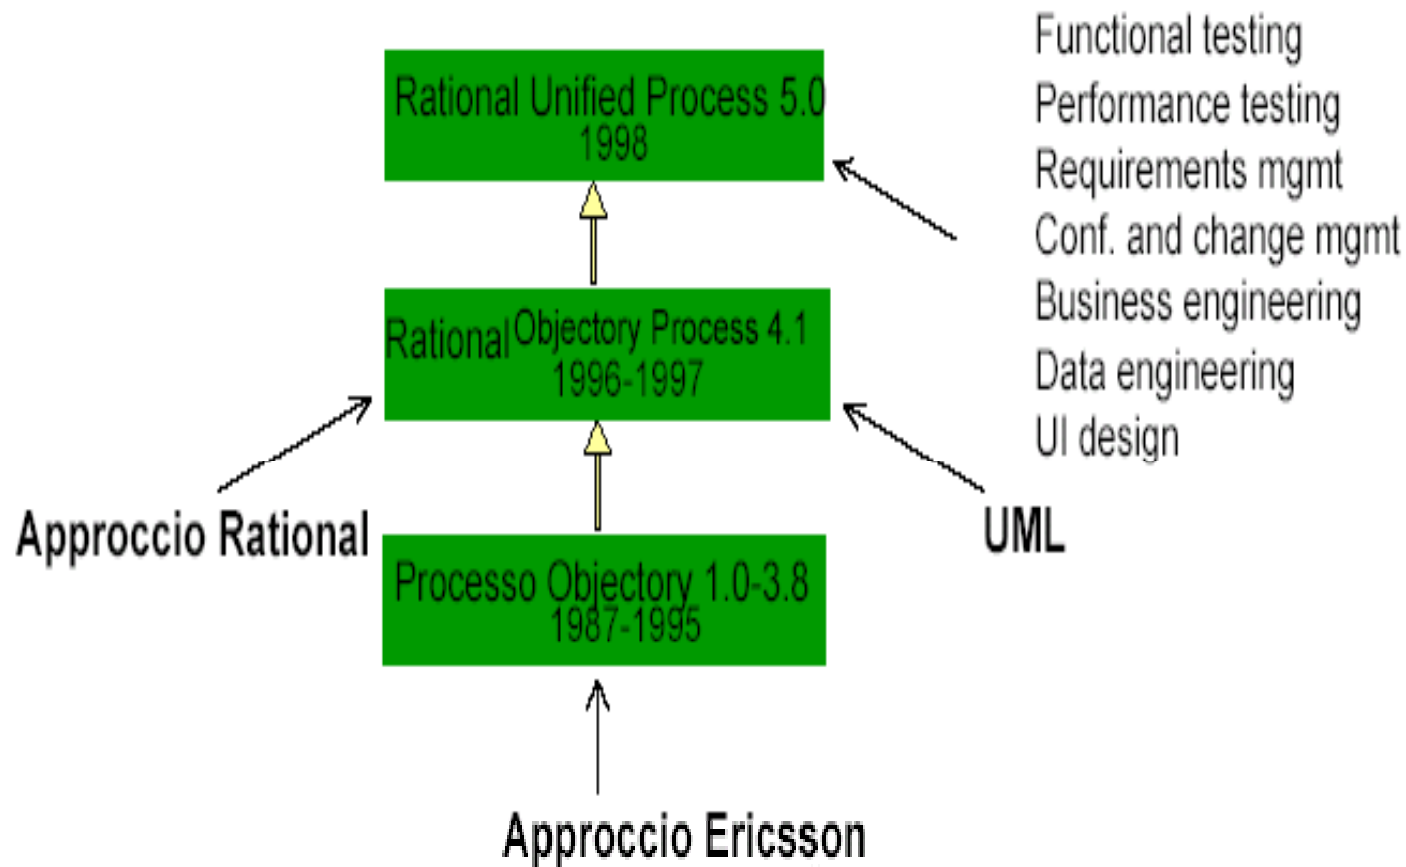 Functional testing
Rational Unified Process 5.0
1998
Performance testing
Requirements mgmt
Conf. and change mgmt
Business engineering
Data engineering
UI design
Rational Objectory Process 4.1
1996-1997
Approccio Rational
UML
Processo Objectory 1.0-3.8
1987-1995
Approccio Ericsson